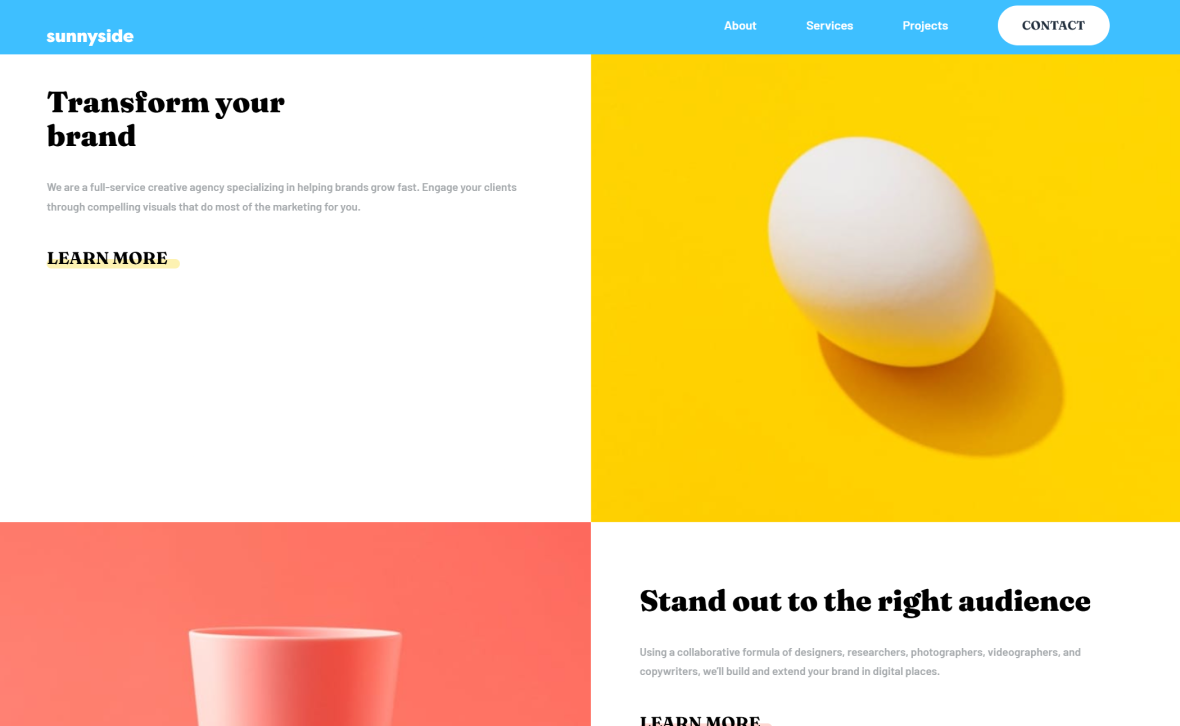 sunnyside
About
Services
Projects
CONTACT
Transform your
brand
We are a full-service creative agency specializing in helping brands grow fast. Engage your clients
through compelling visuals that do most of the marketing for you.
LEARN MORE
Stand out to the right audience
Using a collaborative formula of designers, researchers, photographers, videographers, and
copywriters, we'll build and extend your brand in digital places.
LEARN MORE